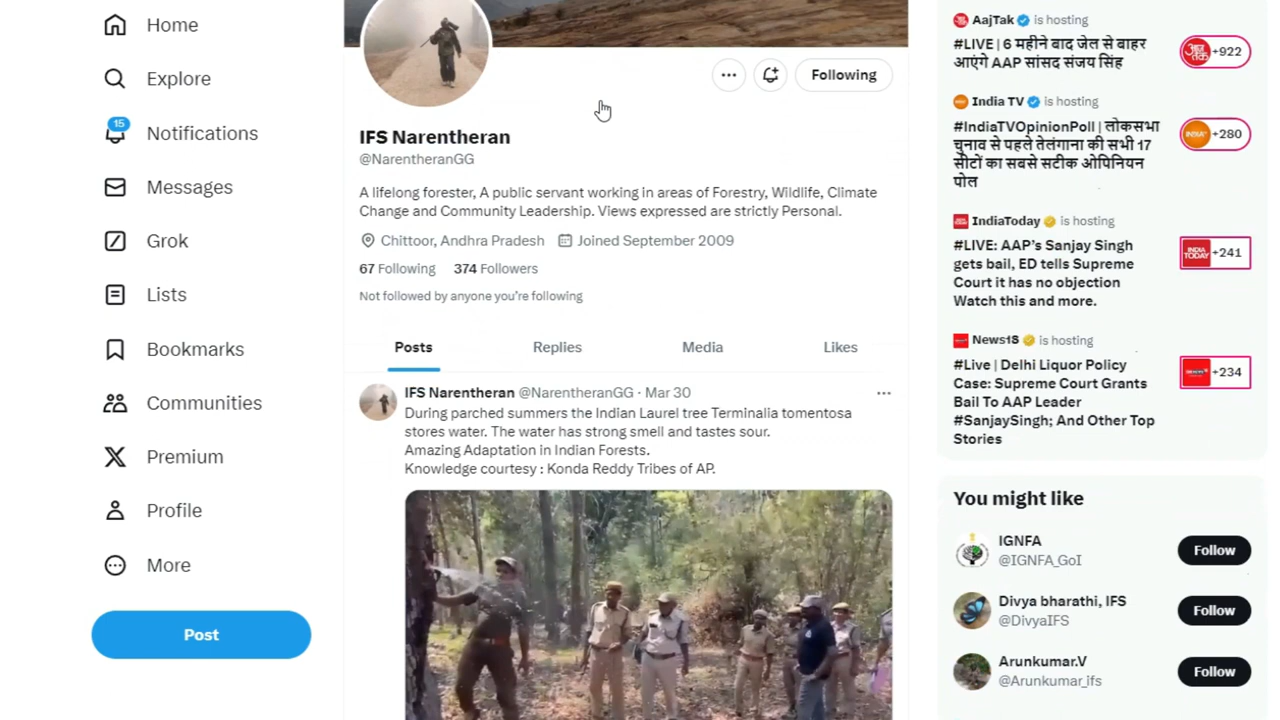 Home
Explore
15
Notifications
Messages
Grok
Lists
Bookmarks
Communities
Premium
Profile
More
Post
Following
IFS Narentheran
@NarentheranGG
A lifelong forester, A public servant working in areas of Forestry, Wildlife, Climate
Change and Community Leadership. Views expressed are strictly Personal.
Chittoor, Andhra Pradesh Joined September 2009
67 Following 374 Followers
Not followed by anyone you're following
Posts Replies Media Likes
IFS Narentheran @NarentheranGG · Mar 30
During parched summers the Indian Laurel tree Terminalia tomentosa
stores water. The water has strong smell and tastes sour.
Amazing Adaptation in Indian Forests.
Knowledge courtesy : Konda Reddy Tribes of AP.
AajTak is hosting
#LIVE | 6 महीने बाद जेल से बाहर
आएंगे AAP सांसद संजय सिंह
आज तक
+922
India TV is hosting
#IndiaTVOpinionPoll | लोकसभा
चुनाव से पहले तेलंगाना की सभी 17
सीटों का सबसे सटीक ओपिनियन
पोल
+280
IndiaToday is hosting
#LIVE: AAP's Sanjay Singh
gets bail, ED tells Supreme
Court it has no objection
Watch this and more.
INDIA
TODAY
+241
News18 is hosting
#Live | Delhi Liquor Policy
Case: Supreme Court Grants
Bail To AAP Leader
#SanjaySingh; And Other Top
Stories
+234
You might like
IGNFA
@IGNFA_GoI
Follow
Divya bharathi, IFS
@DivyaIFS
Follow
Arunkumar.V
@Arunkumar_ifs
Follow